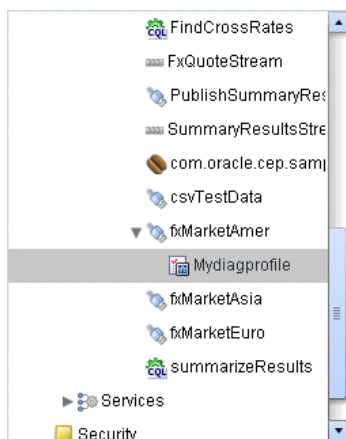 FindCrossRates
FxQuoteStream
PublishSummaryRes
SummaryResultsStre
com.oracle.cep.samp
csvTestData
fxMarketAmer
Mydiagprofile
fxMarketAsia
fxMarketEuro
summarizeResults
Services
Security